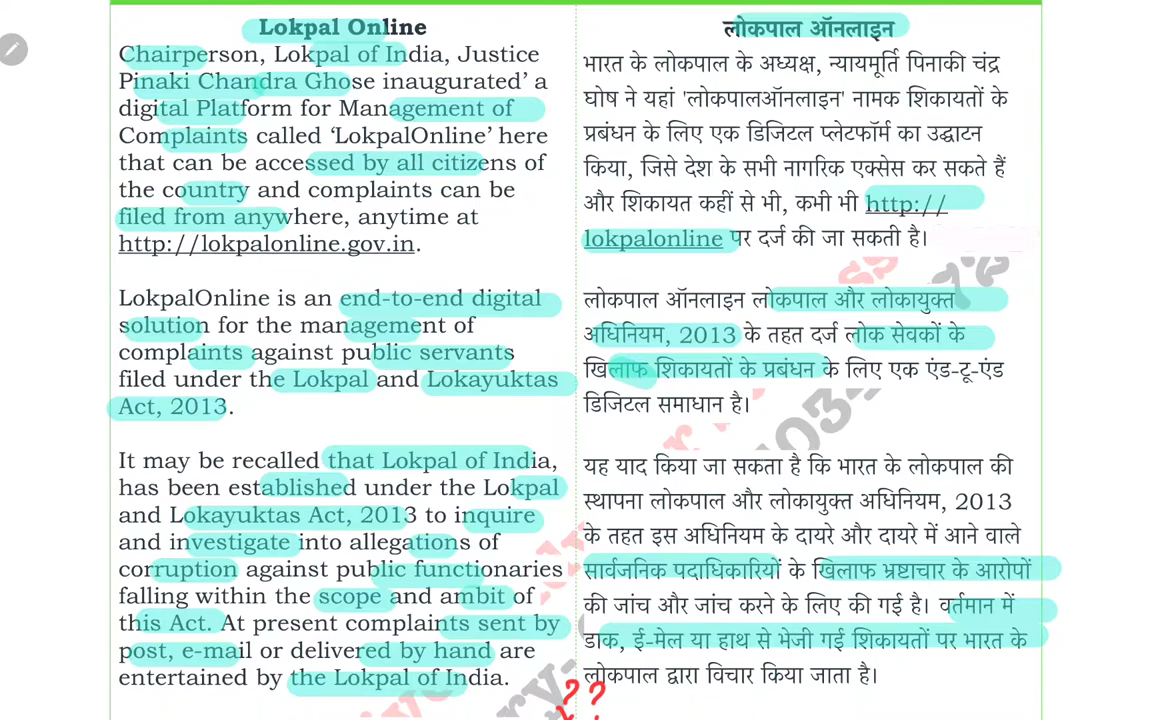 Lokpal Online
Chairperson, Lokpal of India, Justice
Pinaki Chandra Ghose inaugurated' a
digital Platform for Management of
Complaints called 'LokpalOnline' here
that can be accessed by all citizens of
the country and complaints can be
filed from anywhere, anytime at
http://lokpalonline.gov.in.
LokpalOnline is an end-to-end digital
solution for the management of
complaints against public servants
filed under the Lokpal and Lokayuktas
Act, 2013.
It may be recalled that Lokpal of India,
has been established under the Lokpal
and Lokayuktas Act, 2013 to inquire
and investigate into allegations of
corruption against public functionaries
falling within the scope and ambit of
this Act. At present complaints sent by
post, e-mail or delivered by hand are
entertained by the Lokpal of India.
लोकपाल ऑनलाइन
भारत के लोकपाल के अध्यक्ष, न्यायमूर्ति पिनाकी चंद्र
घोष ने यहां 'लोकपालऑनलाइन' नामक शिकायतों के
प्रबंधन के लिए एक डिजिटल प्लेटफॉर्म का उद्घाटन
किया, जिसे देश के सभी नागरिक एक्सेस कर सकते हैं
और शिकायत कहीं से भी, कभी भी http://
lokpalonline पर दर्ज की जा सकती है।
लोकपाल ऑनलाइन लोकपाल और लोकायुक्त
अधिनियम, 2013 के तहत दर्ज लोक सेवकों के
खिलाफ शिकायतों के प्रबंधन के लिए एक एंड-टू-एंड
डिजिटल समाधान है।
यह याद किया जा सकता है कि भारत के लोकपाल की
स्थापना लोकपाल और लोकायुक्त अधिनियम, 2013
के तहत इस अधिनियम के दायरे और दायरे में आने वाले
सार्वजनिक पदाधिकारियों के खिलाफ भ्रष्टाचार के आरोपों
की जांच और जांच करने के लिए की गई है। वर्तमान में
डाक, ई-मेल या हाथ से भेजी गई शिकायतों पर भारत के
लोकपाल द्वारा विचार किया जाता है।
??